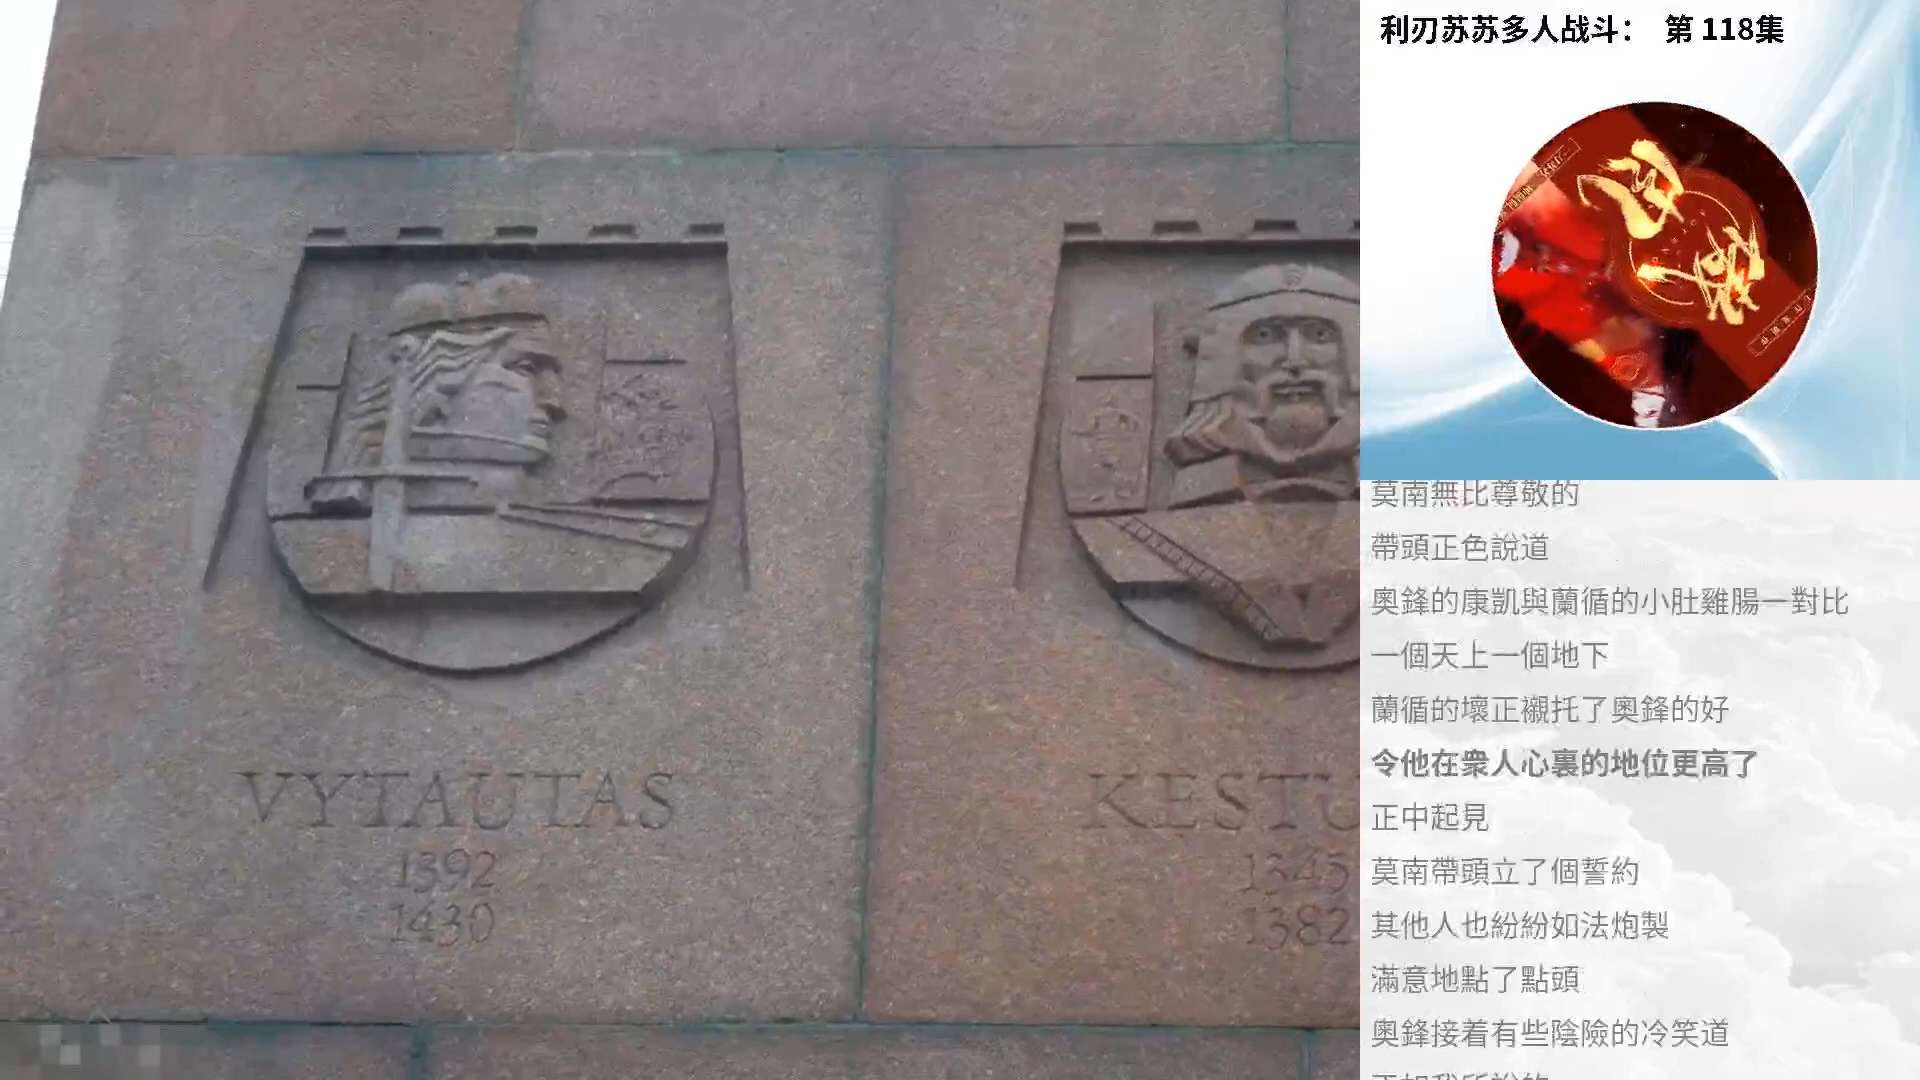 利刃苏苏多人战斗： 第 118集
VYTAUTAS
1392
1430
KESTU
1345
1382
莫南無比尊敬的
帶頭正色說道
奧鋒的康凱與蘭循的小肚雞腸一對比
一個天上一個地下
蘭循的壞正襯托了奧鋒的好
令他在衆人心裏的地位更高了
正中起見
莫南帶頭立了個誓約
其他人也紛紛如法炮製
滿意地點了點頭
奧鋒接着有些陰險的冷笑道